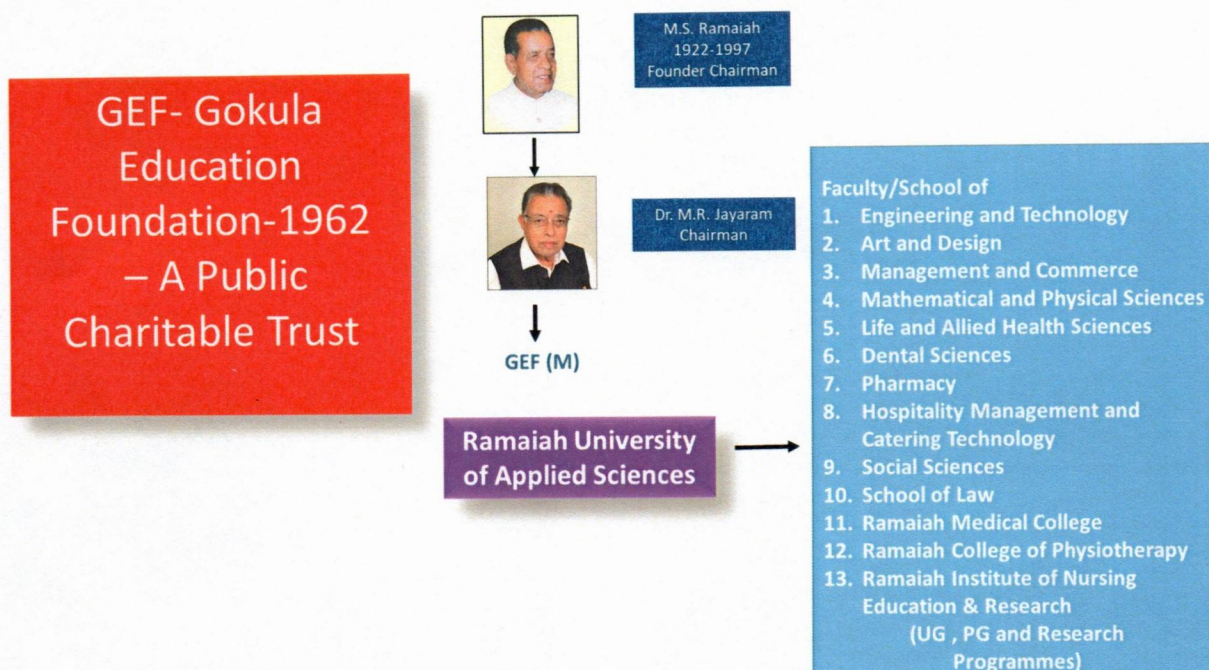 GEF- Gokula
Education
Foundation-1962
– A Public
Charitable Trust
M.S. Ramaiah
1922-1997
Founder Chairman
Dr. M.R. Jayaram
Chairman
GEF (M)
Ramaiah University
of Applied Sciences
Faculty/School of
1. Engineering and Technology
2. Art and Design
3. Management and Commerce
4. Mathematical and Physical Sciences
5. Life and Allied Health Sciences
6. Dental Sciences
7. Pharmacy
8. Hospitality Management and
Catering Technology
9. Social Sciences
10. School of Law
11. Ramaiah Medical College
12. Ramaiah College of Physiotherapy
13. Ramaiah Institute of Nursing
Education & Research
(UG , PG and Research
Programmes)